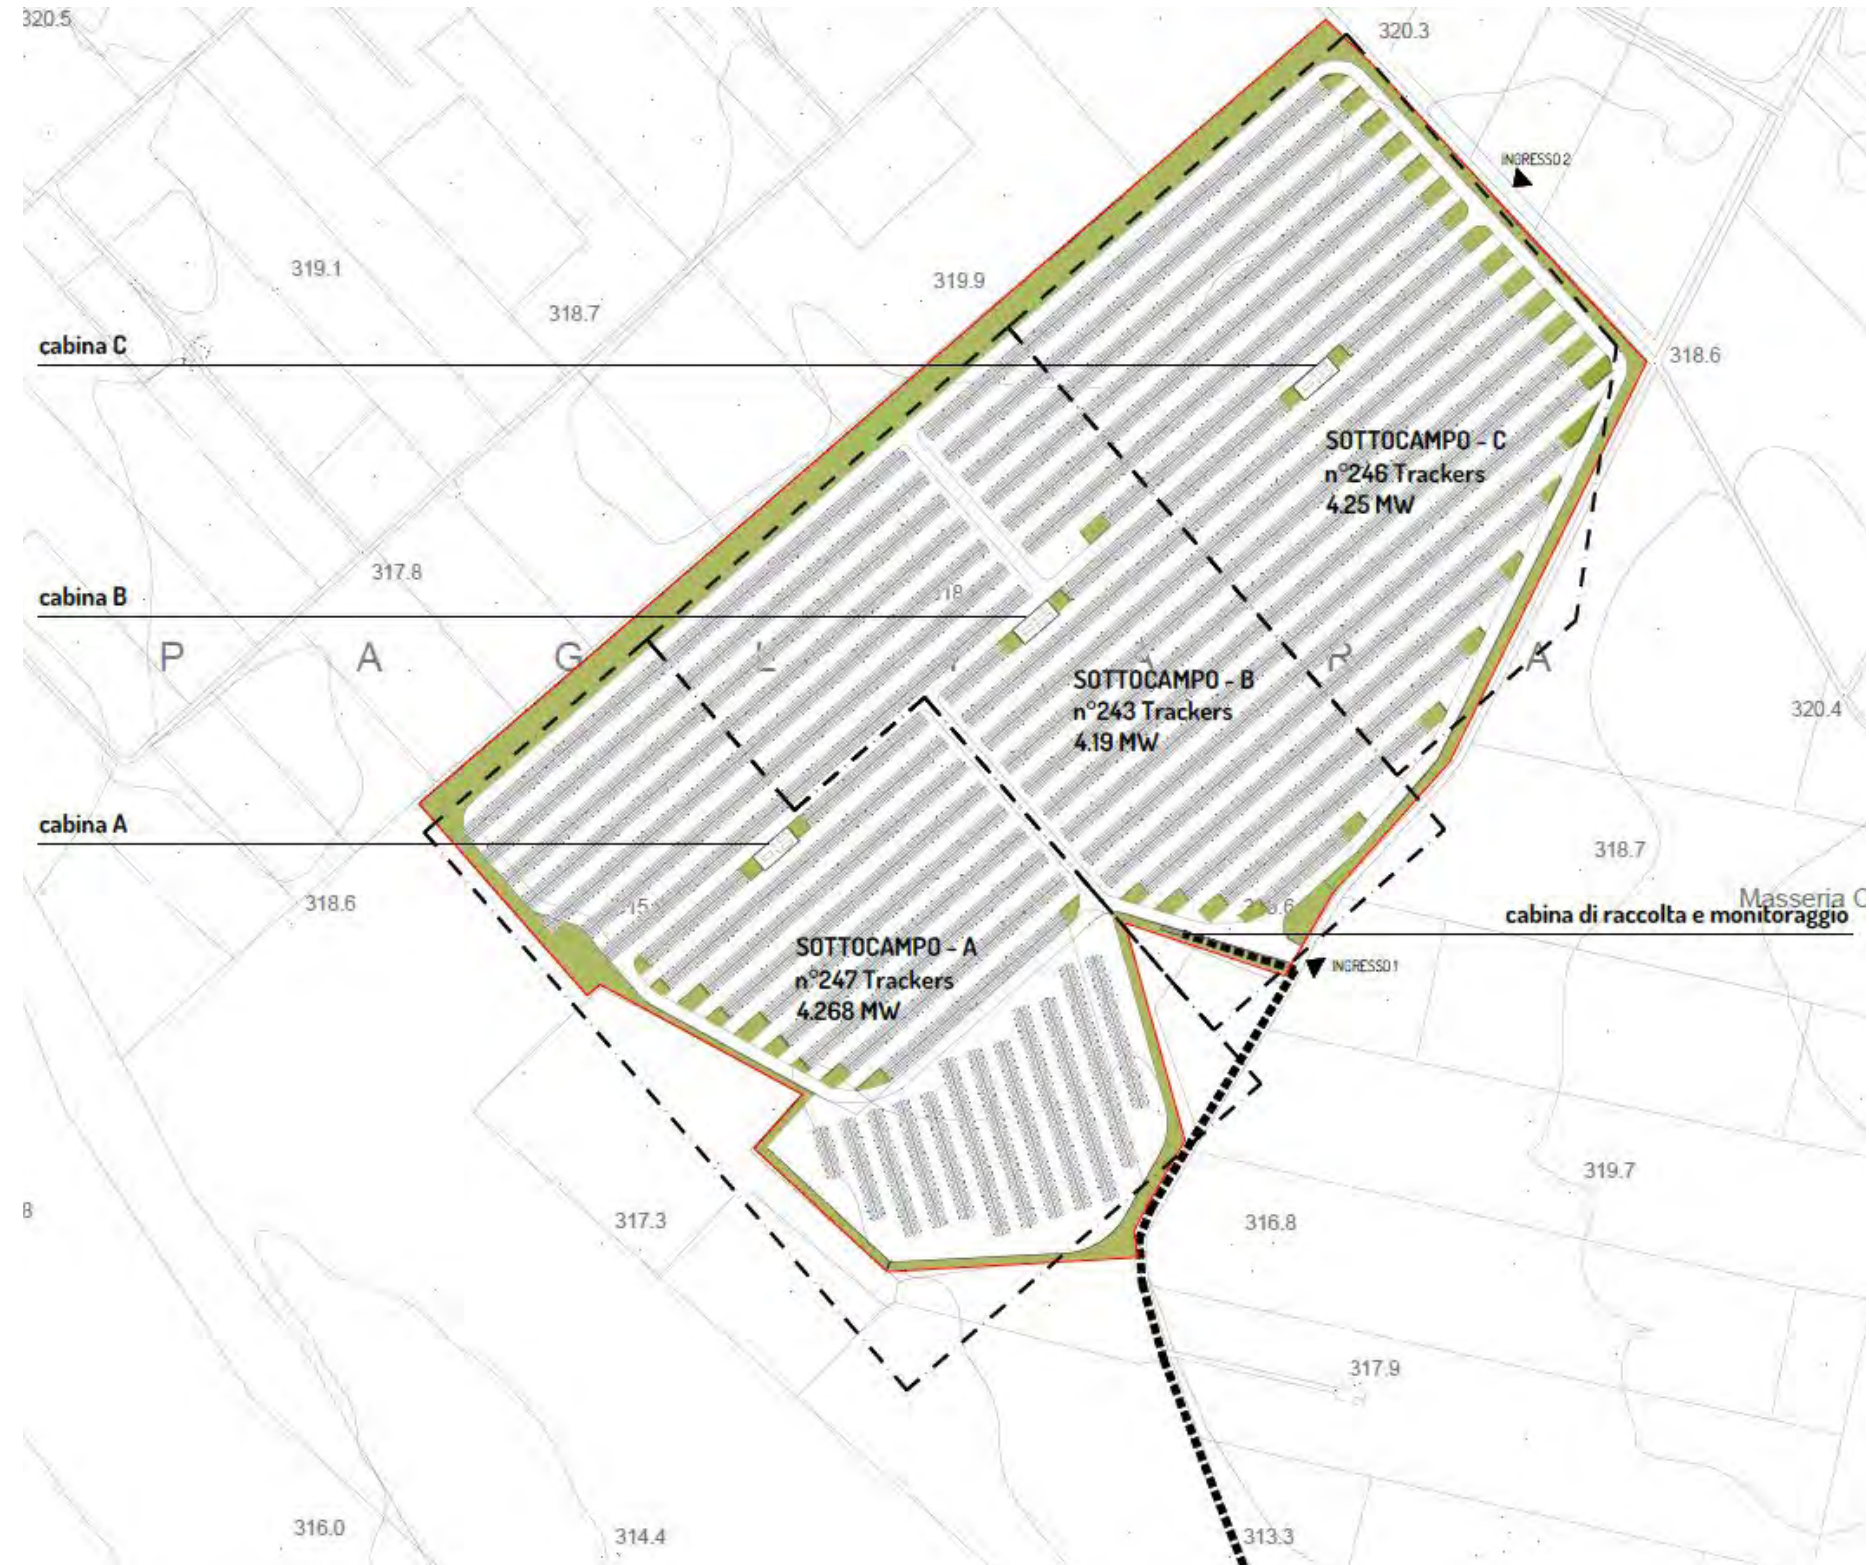 320.5
320.3
INGRESSO 2
319.1
319.9
318.7
cabina C
318.6
SOTTOCAMPO - C
n°246 Trackers
4.25 MW
317.8
cabina B
P A G L I A R A
SOTTOCAMPO - B
n°243 Trackers
4.19 MW
320.4
cabina A
318.7
318.6
Masseria C
cabina di raccolta e monitoraggio
SOTTOCAMPO - A
n°247 Trackers
4.268 MW
INGRESSO 1
319.7
8
317.3
316.8
317.9
316.0
314.4
313.3